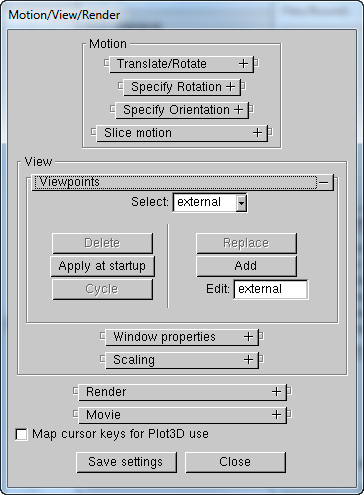 Motion/View/Render
Motion
Translate/Rotate +
Specify Rotation +
Specify Orientation +
Slice motion +
View
Viewpoints –
Select: external
Delete Replace
Apply at startup Add
Cycle Edit: external
Window properties +
Scaling +
Render +
Movie +
Map cursor keys for Plot3D use
Save settings Close